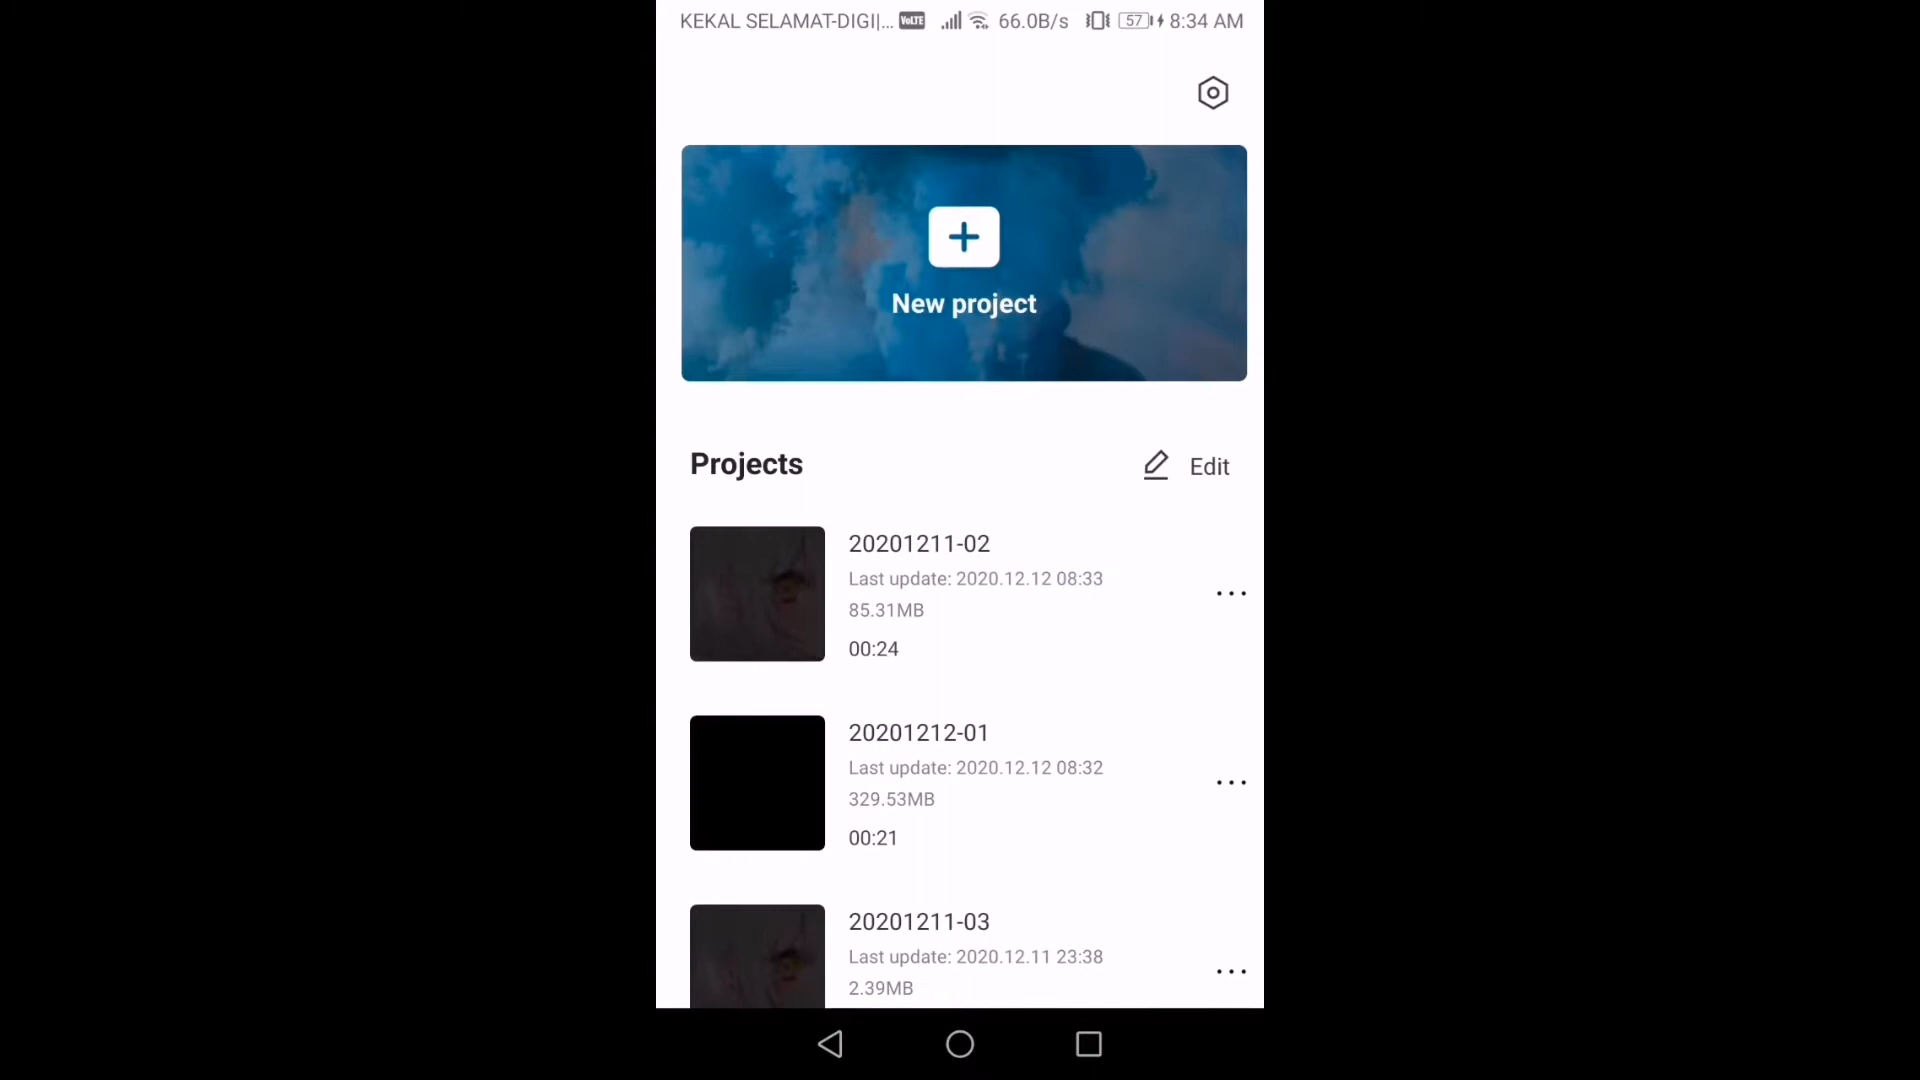 KEKAL SELAMAT-DIGI|... VoLTE 66.0B/s 57 8:34 AM
New project
Projects
Edit
20201211-02
Last update: 2020.12.12 08:33
85.31MB
00:24
20201212-01
Last update: 2020.12.12 08:32
329.53MB
00:21
20201211-03
Last update: 2020.12.11 23:38
2.39MB